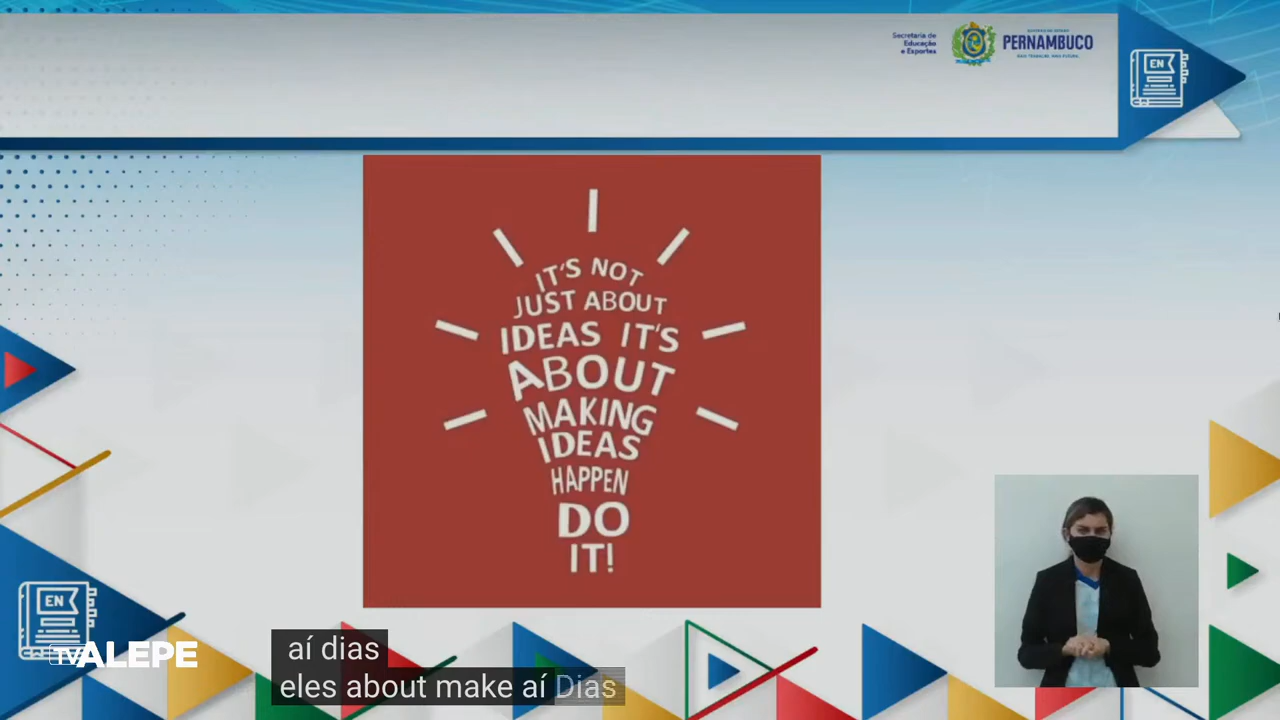 Secretaria de
Educação
e Esportes
PERNAMBUCO
EN
IT'S NOT
JUST ABOUT
IDEAS IT'S
ABOUT
MAKING
IDEAS
HAPPEN
DO
IT!
EN
TV ALEPE
aí dias
eles about make aí Dias